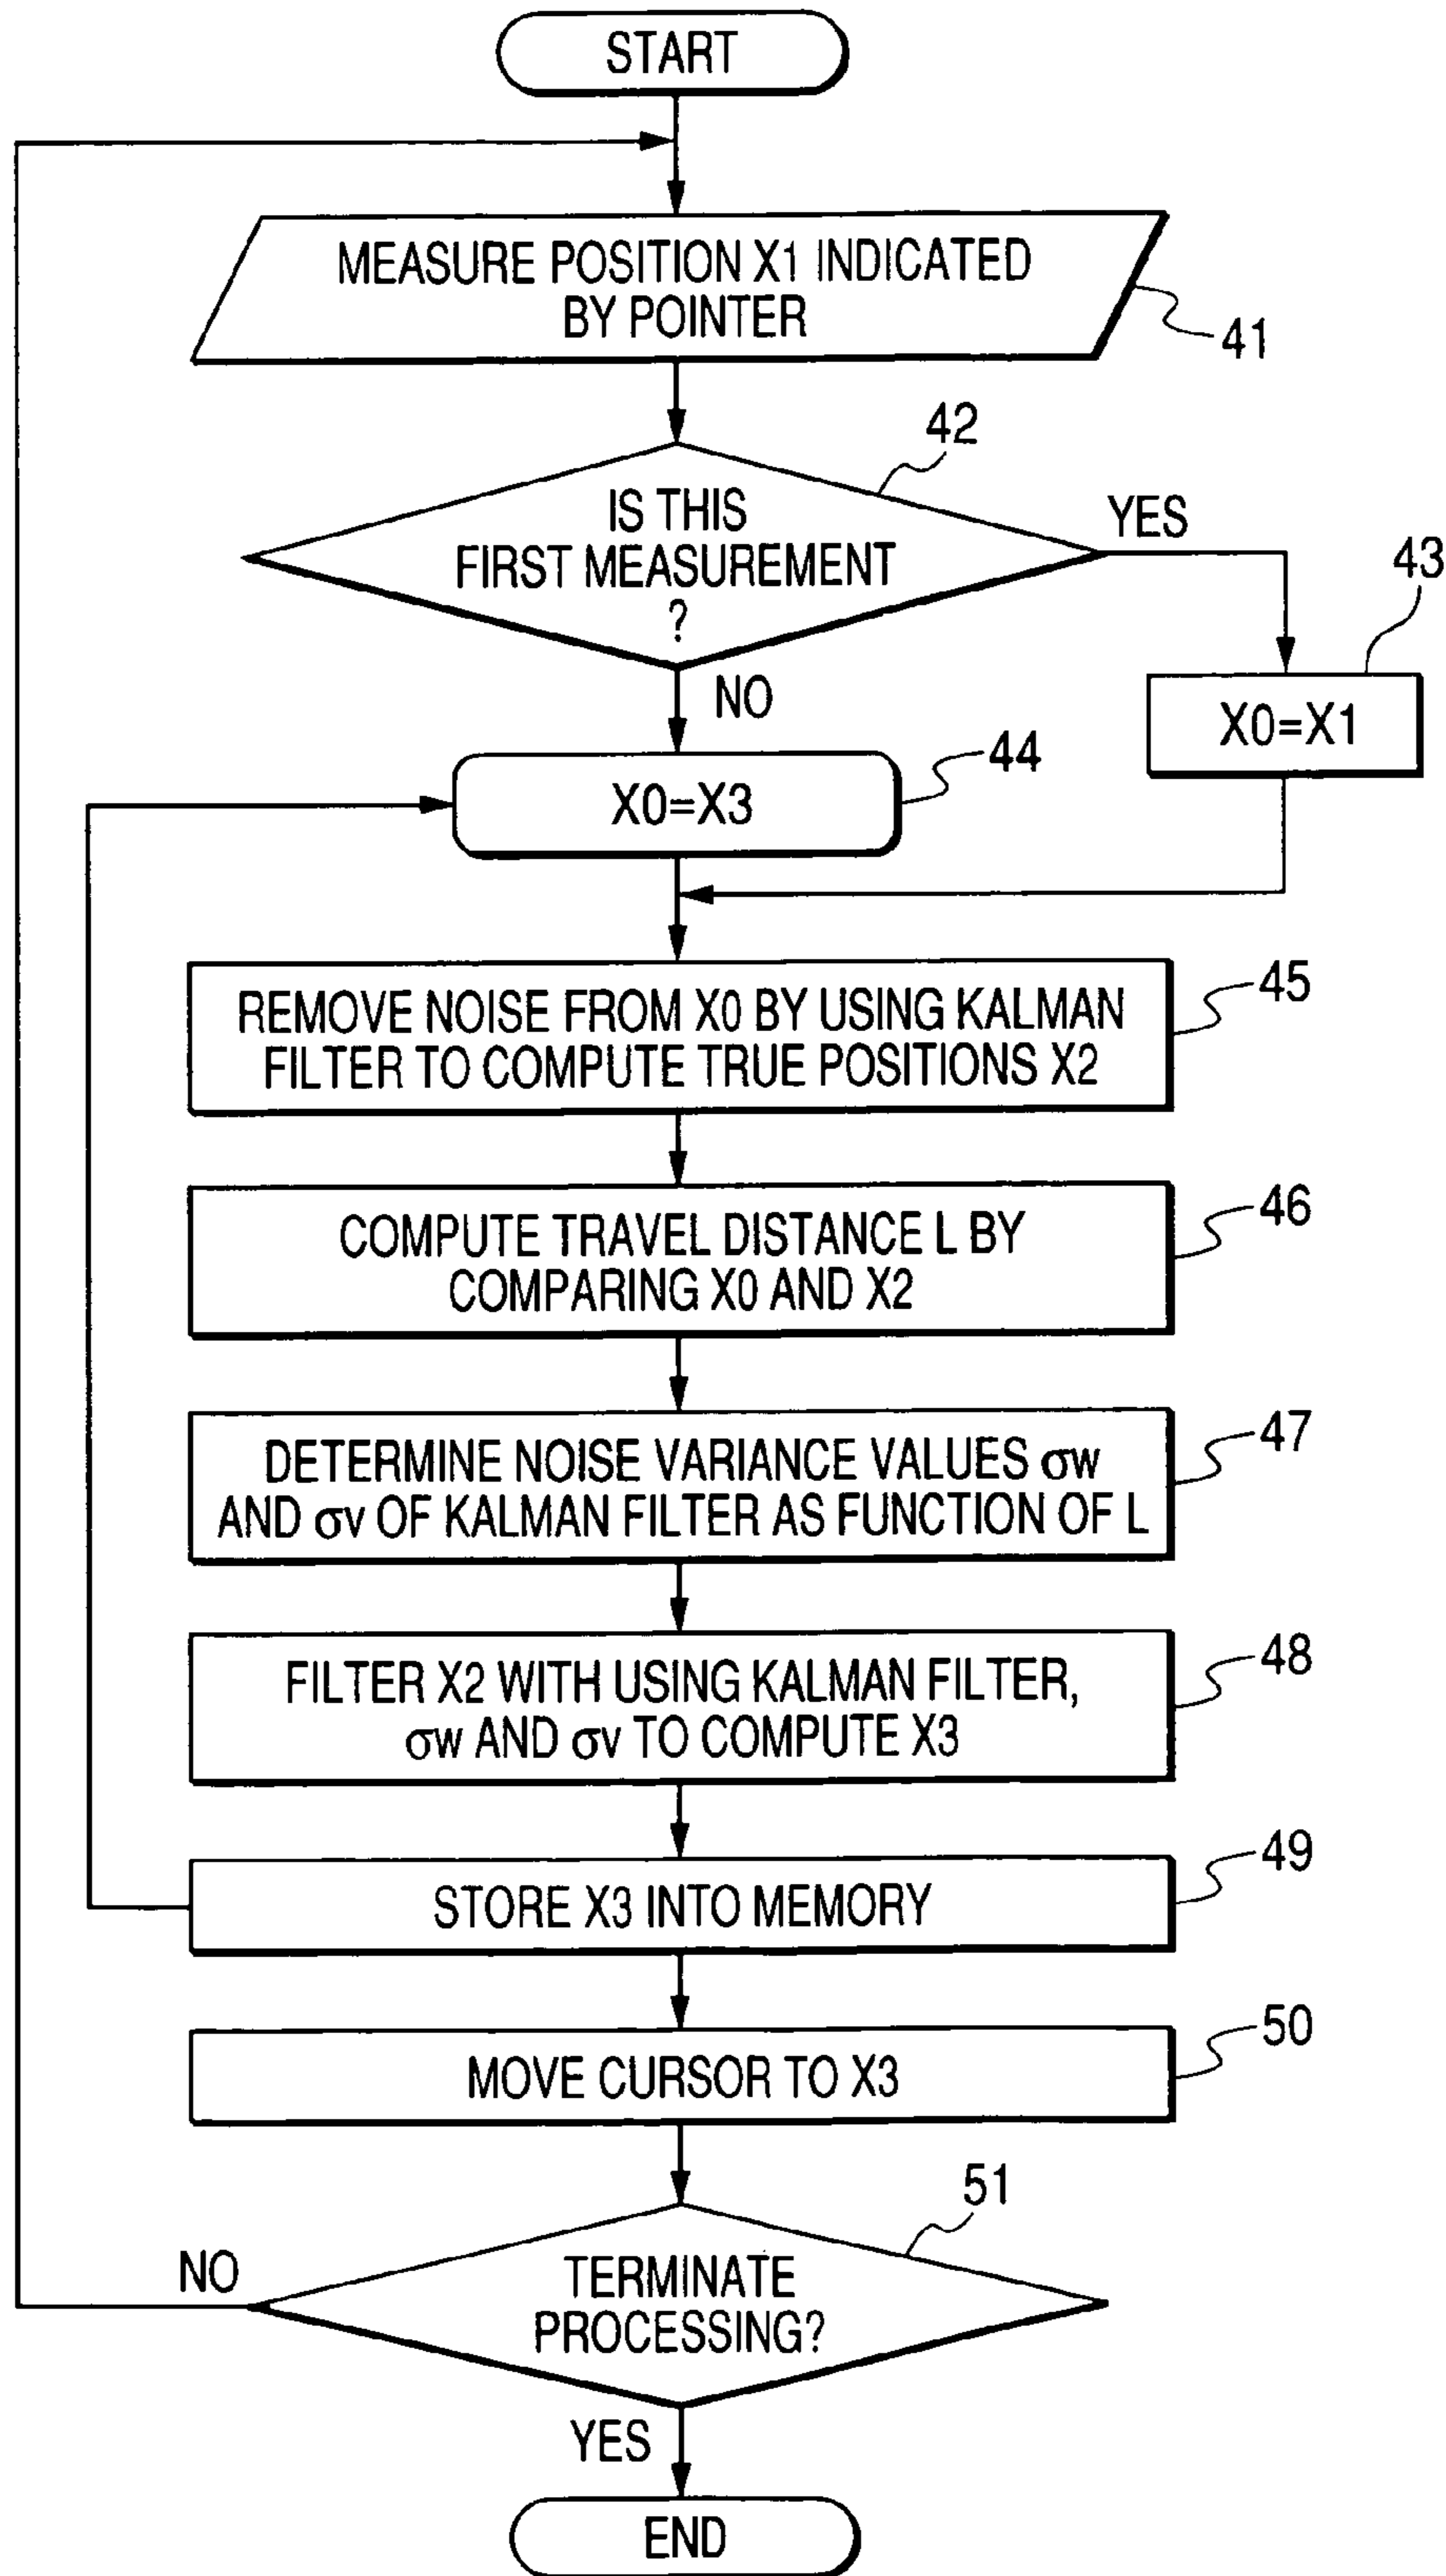 START
MEASURE POSITION X1 INDICATED
BY POINTER
41
42
IS THIS
FIRST MEASUREMENT
?
YES
43
X0=X1
NO
44
X0=X3
45
REMOVE NOISE FROM X0 BY USING KALMAN
FILTER TO COMPUTE TRUE POSITIONS X2
46
COMPUTE TRAVEL DISTANCE L BY
COMPARING X0 AND X2
47
DETERMINE NOISE VARIANCE VALUES σw
AND σv OF KALMAN FILTER AS FUNCTION OF L
48
FILTER X2 WITH USING KALMAN FILTER,
σw AND σv TO COMPUTE X3
49
STORE X3 INTO MEMORY
50
MOVE CURSOR TO X3
51
TERMINATE
PROCESSING?
NO
YES
END